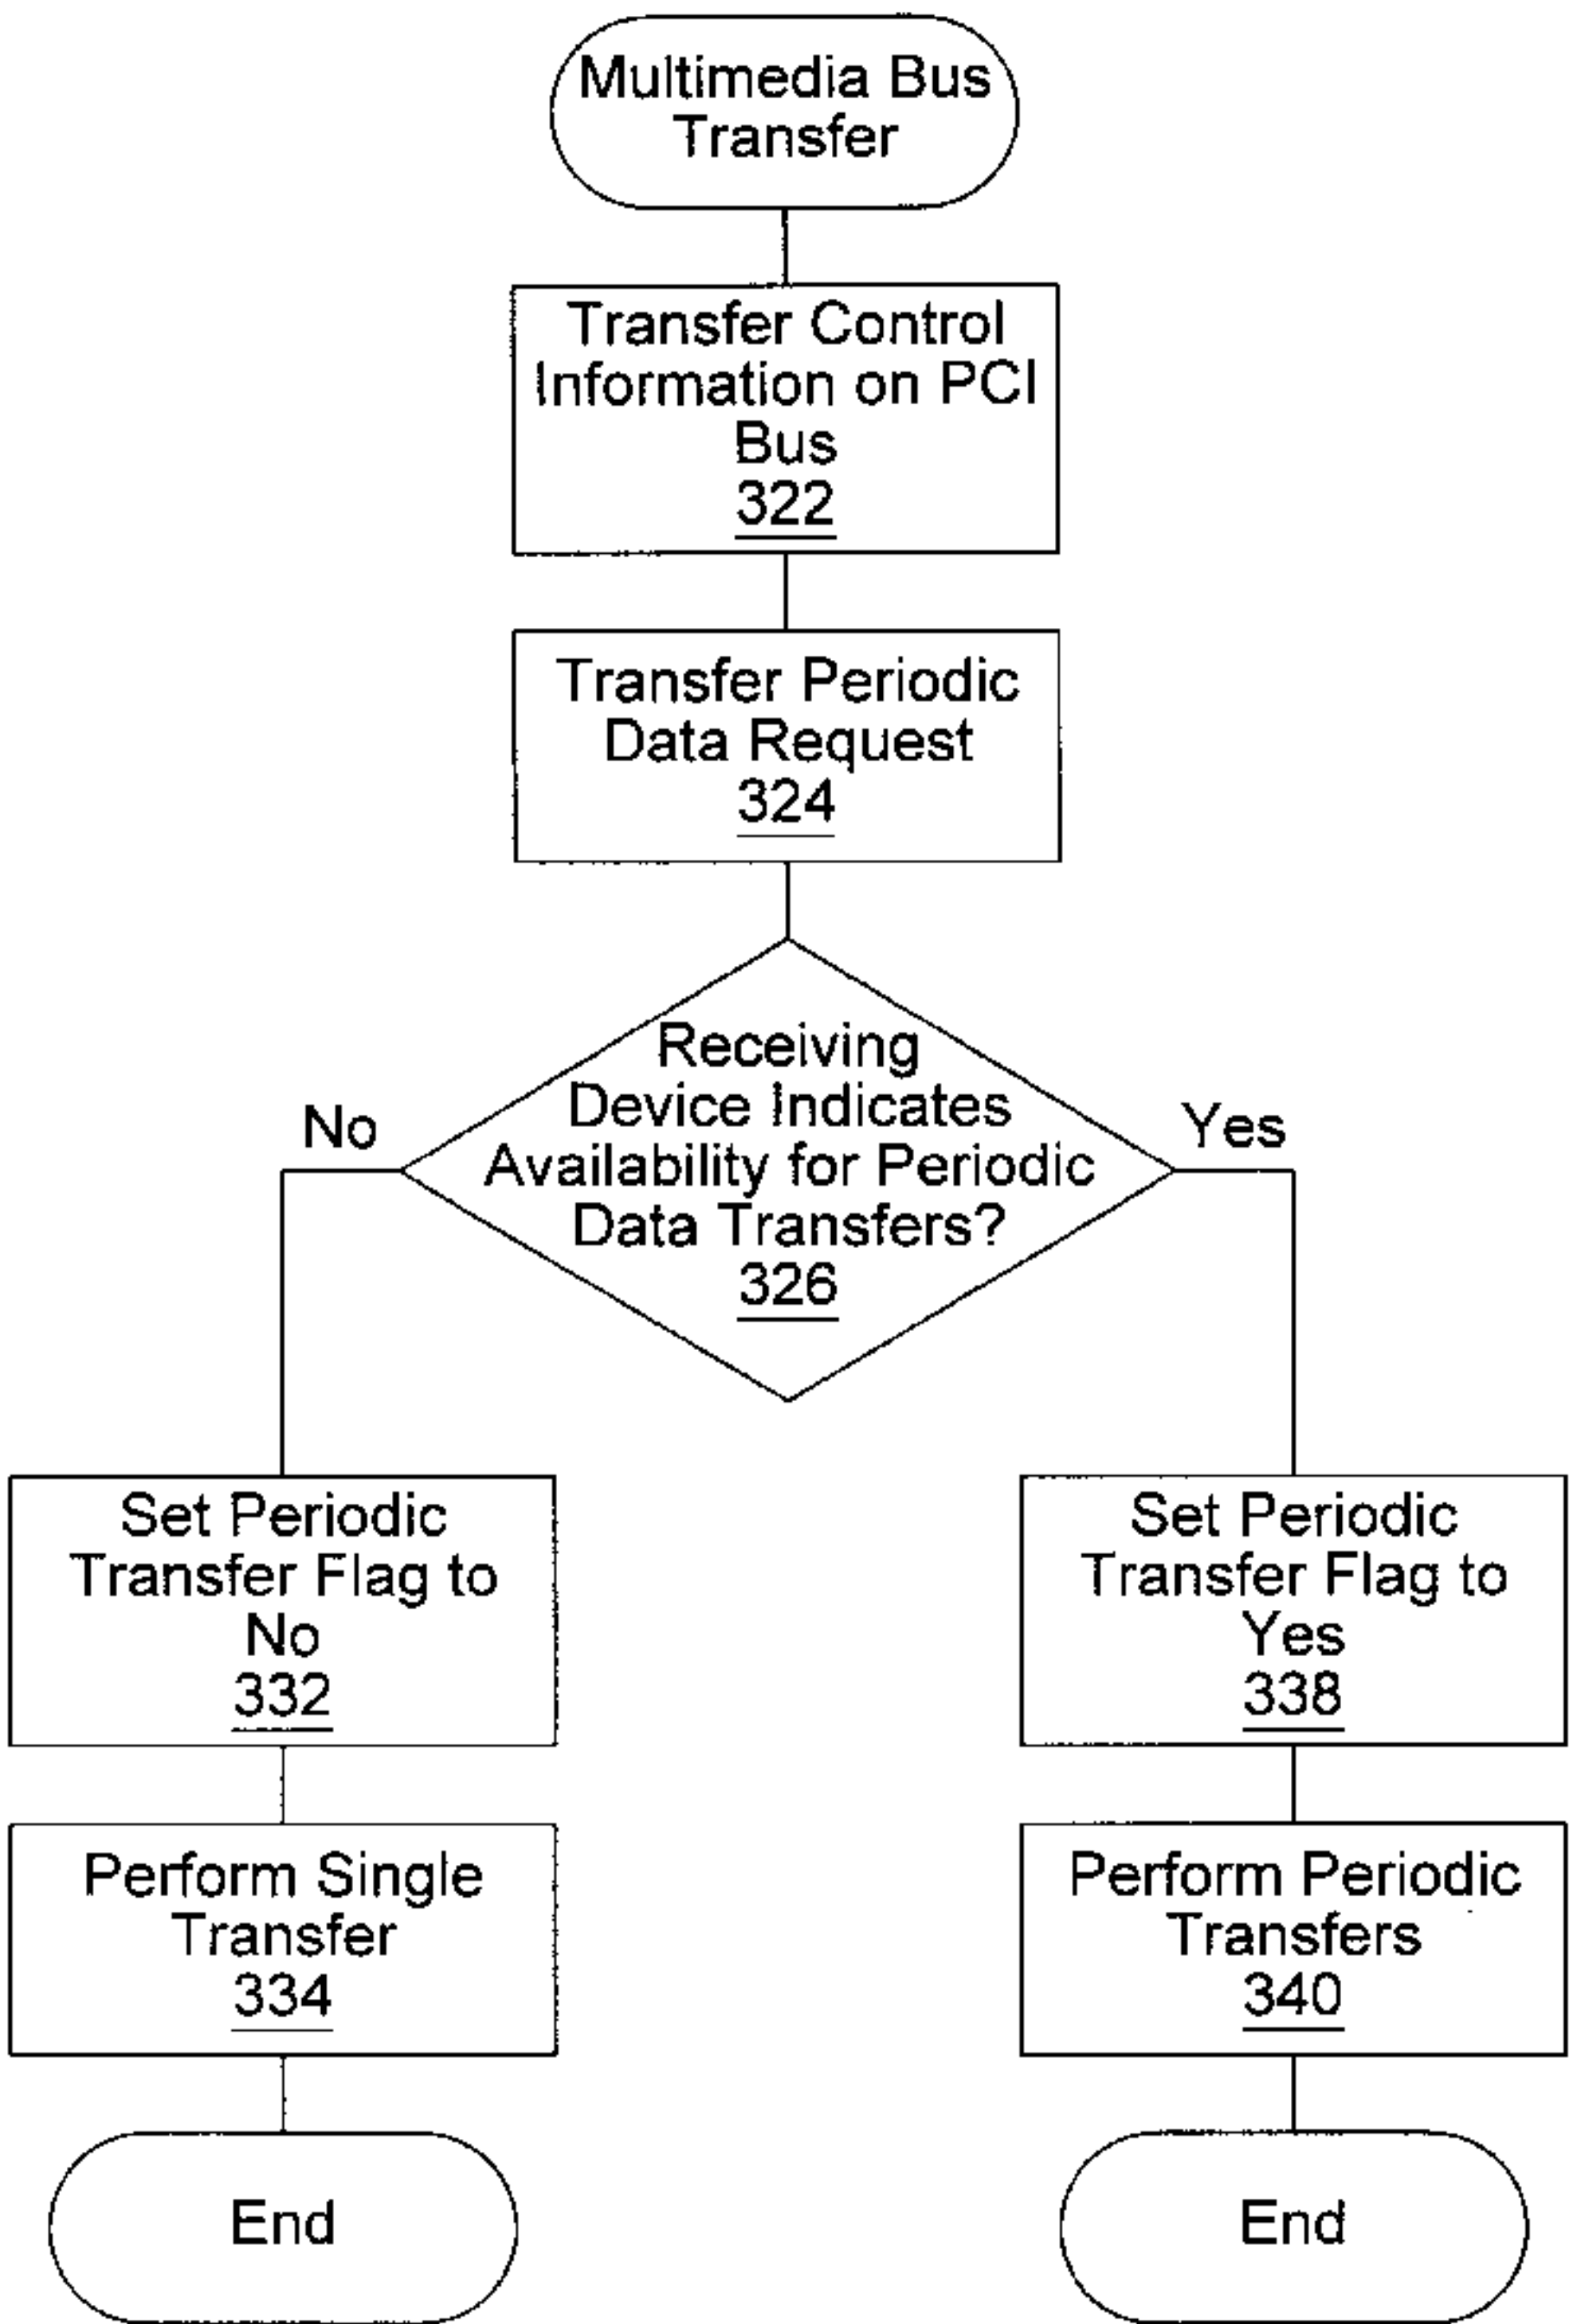 Multimedia Bus
Transfer
Transfer Control
Information on PCI
Bus
322
Transfer Periodic
Data Request
324
Receiving
Device Indicates
Availability for Periodic
Data Transfers?
326
No
Yes
Set Periodic
Transfer Flag to
No
332
Set Periodic
Transfer Flag to
Yes
338
Perform Single
Transfer
334
Perform Periodic
Transfers
340
End
End